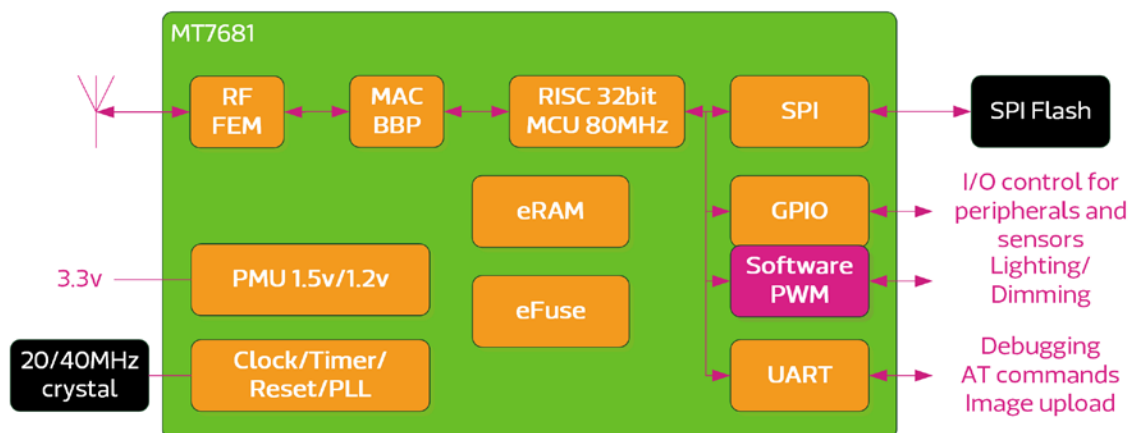 MT7681
RF
FEM
MAC
BBP
RISC 32bit
MCU 80MHz
SPI
SPI Flash
eRAM
GPIO
I/O control for
peripherals and
sensors
3.3v
PMU 1.5v/1.2v
eFuse
Software
PWM
Lighting/
Dimming
20/40MHz
crystal
Clock/Timer/
Reset/PLL
UART
Debugging
AT commands
Image upload